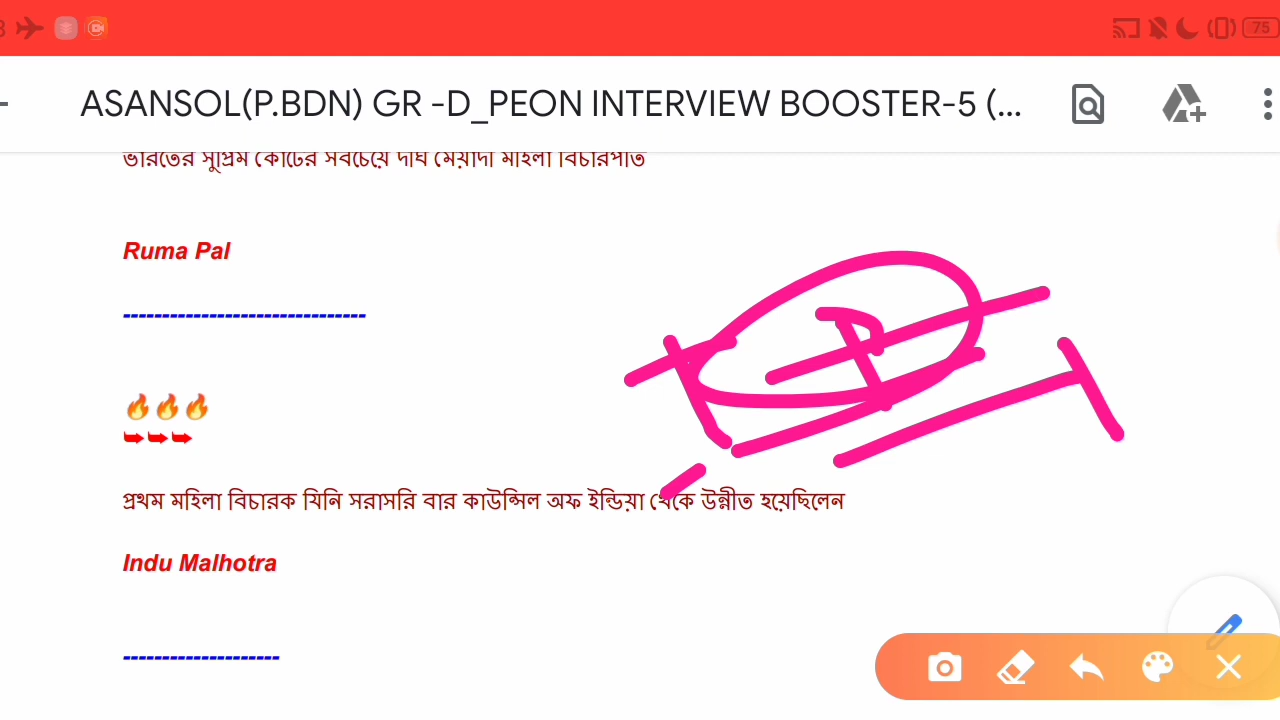 75
ASANSOL(P.BDN) GR -D_PEON INTERVIEW BOOSTER-5 (...
ভারতের সুপ্রিম কোর্টের সবচেয়ে দীর্ঘ মেয়াদী মহিলা বিচারপতি
Ruma Pal
-------------------------------
🔥🔥🔥
➥➥➥
প্রথম মহিলা বিচারক যিনি সরাসরি বার কাউন্সিল অফ ইন্ডিয়া থেকে উন্নীত হয়েছিলেন
Indu Malhotra
--------------------